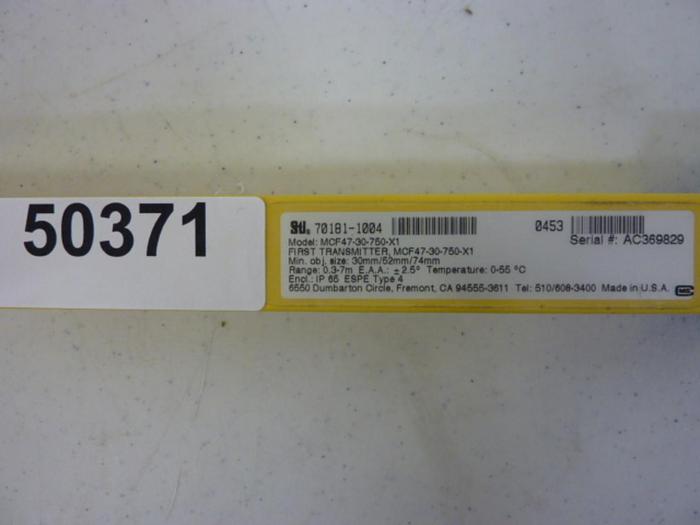 50371
STI® 70181-1004
0453
Model: MCF47-30-750-X1
Serial #: AC369829
FIRST TRANSMITTER, MCF47-30-750-X1
Min. obj. size: 30mm/52mm/74mm
Range: 0,3-7m E.A.A.: ± 2.5° Temperature: 0-55 °C
Encl.: IP 65 ESPE Type 4
6550 Dumbarton Circle, Fremont, CA 94555-3611 Tel: 510/608-3400 Made in U.S.A.